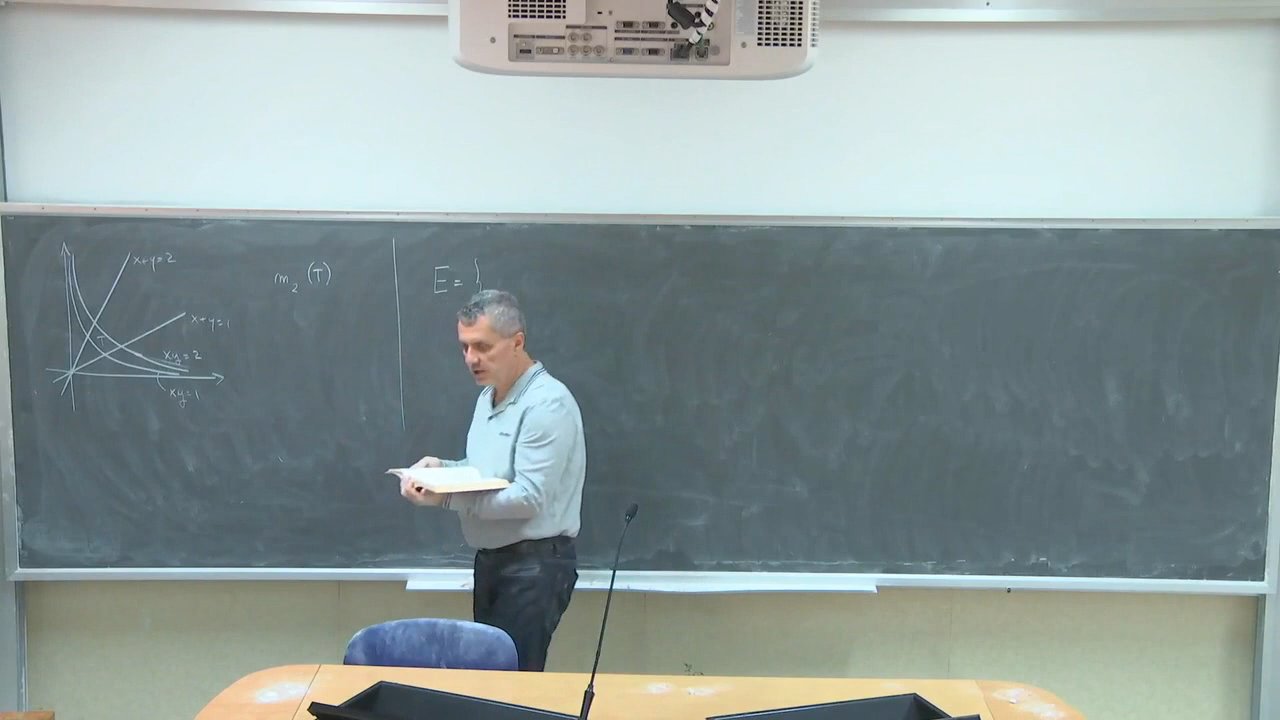 x+y=2
m₂(T)
E = {
x+y=1
T
xy=2
xy=1